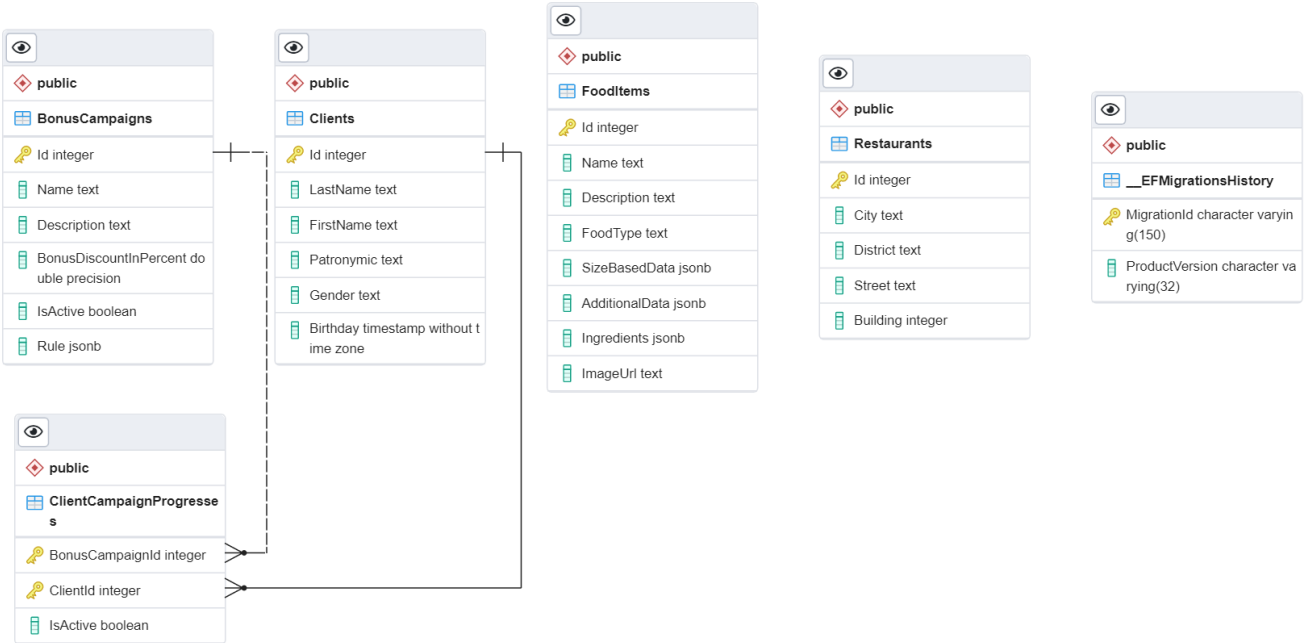 public
BonusCampaigns
Id integer
Name text
Description text
BonusDiscountInPercent do
uble precision
IsActive boolean
Rule jsonb
public
Clients
Id integer
LastName text
FirstName text
Patronymic text
Gender text
Birthday timestamp without t
ime zone
public
FoodItems
Id integer
Name text
Description text
FoodType text
SizeBasedData jsonb
AdditionalData jsonb
Ingredients jsonb
ImageUrl text
public
Restaurants
Id integer
City text
District text
Street text
Building integer
public
__EFMigrationsHistory
MigrationId character varyin
g(150)
ProductVersion character va
rying(32)
public
ClientCampaignProgresse
s
BonusCampaignId integer
ClientId integer
IsActive boolean